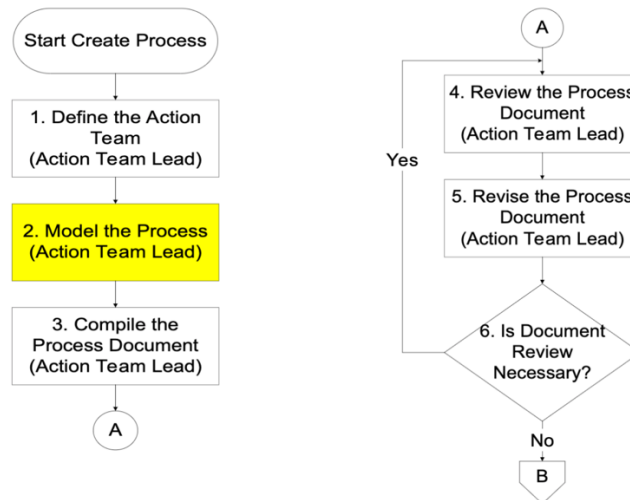 Start Create Process
1. Define the Action
Team
(Action Team Lead)
2. Model the Process
(Action Team Lead)
3. Compile the
Process Document
(Action Team Lead)
A
A
4. Review the Process
Document
(Action Team Lead)
Yes
5. Revise the Process
Document
(Action Team Lead)
6. Is Document
Review
Necessary?
No
B